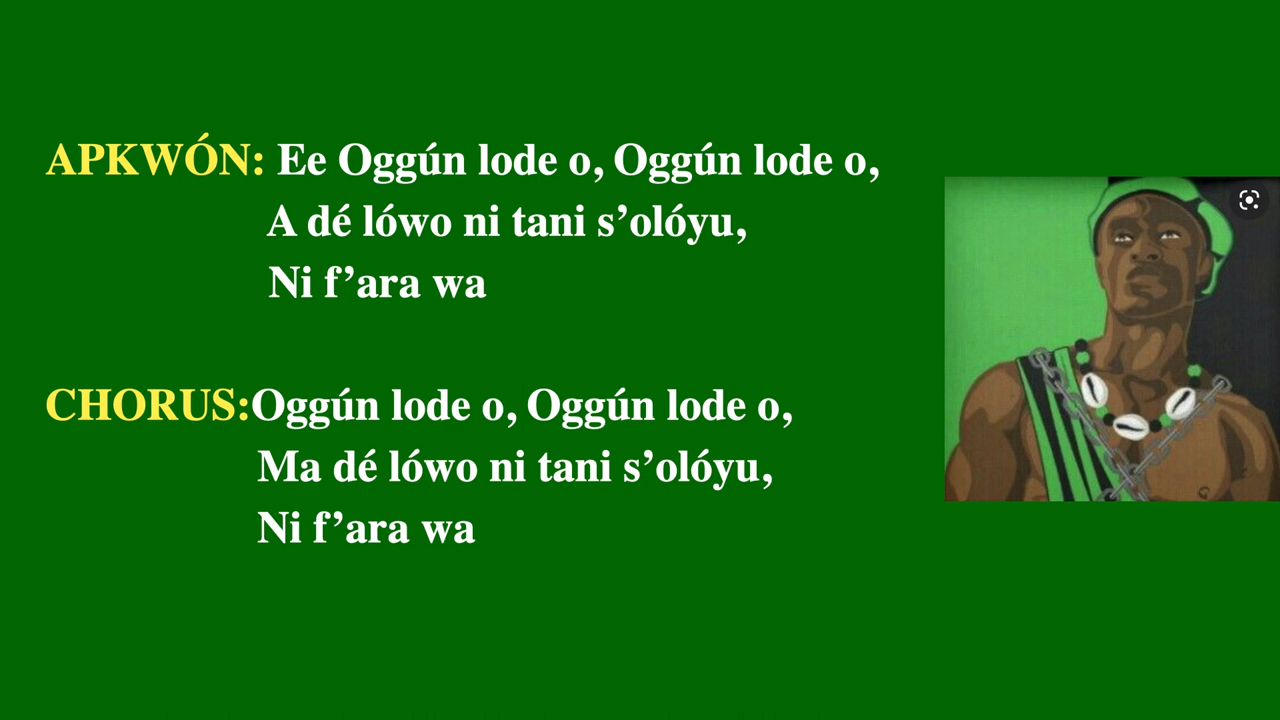 APKWÓN: Ee Oggún lode o, Oggún lode o,
A dé lówo ni tani s’olóyu,
Ni f’ara wa
CHORUS:Oggún lode o, Oggún lode o,
Ma dé lówo ni tani s’olóyu,
Ni f’ara wa